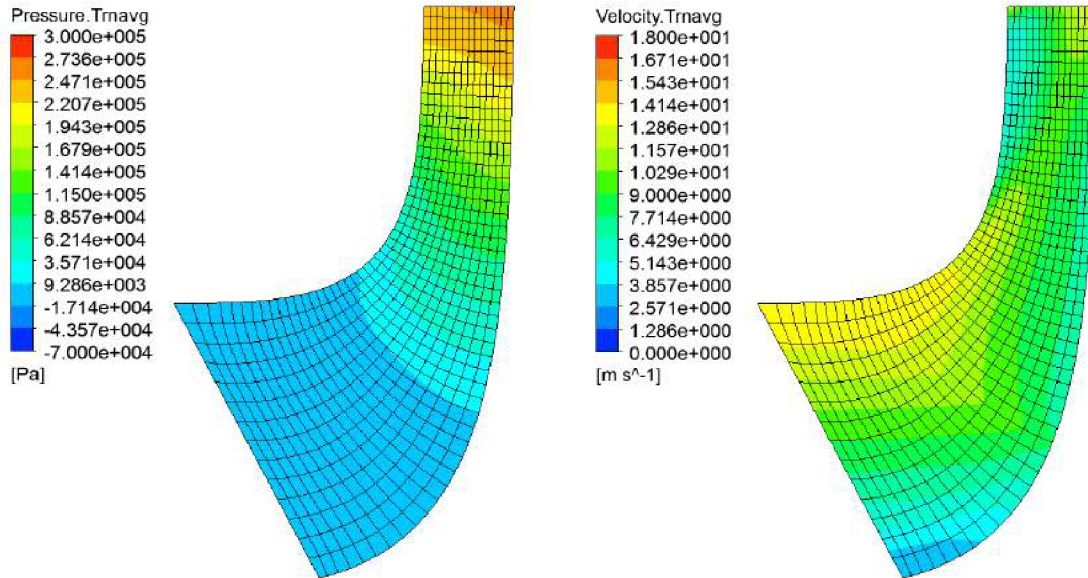 Pressure.Trnavg
3.000e+005
2.736e+005
2.471e+005
2.207e+005
1.943e+005
1.679e+005
1.414e+005
1.150e+005
8.857e+004
6.214e+004
3.571e+004
9.286e+003
-1.714e+004
-4.357e+004
-7.000e+004
[Pa]
Velocity.Trnavg
1.800e+001
1.671e+001
1.543e+001
1.414e+001
1.286e+001
1.157e+001
1.029e+001
9.000e+000
7.714e+000
6.429e+000
5.143e+000
3.857e+000
2.571e+000
1.286e+000
0.000e+000
[m s^-1]